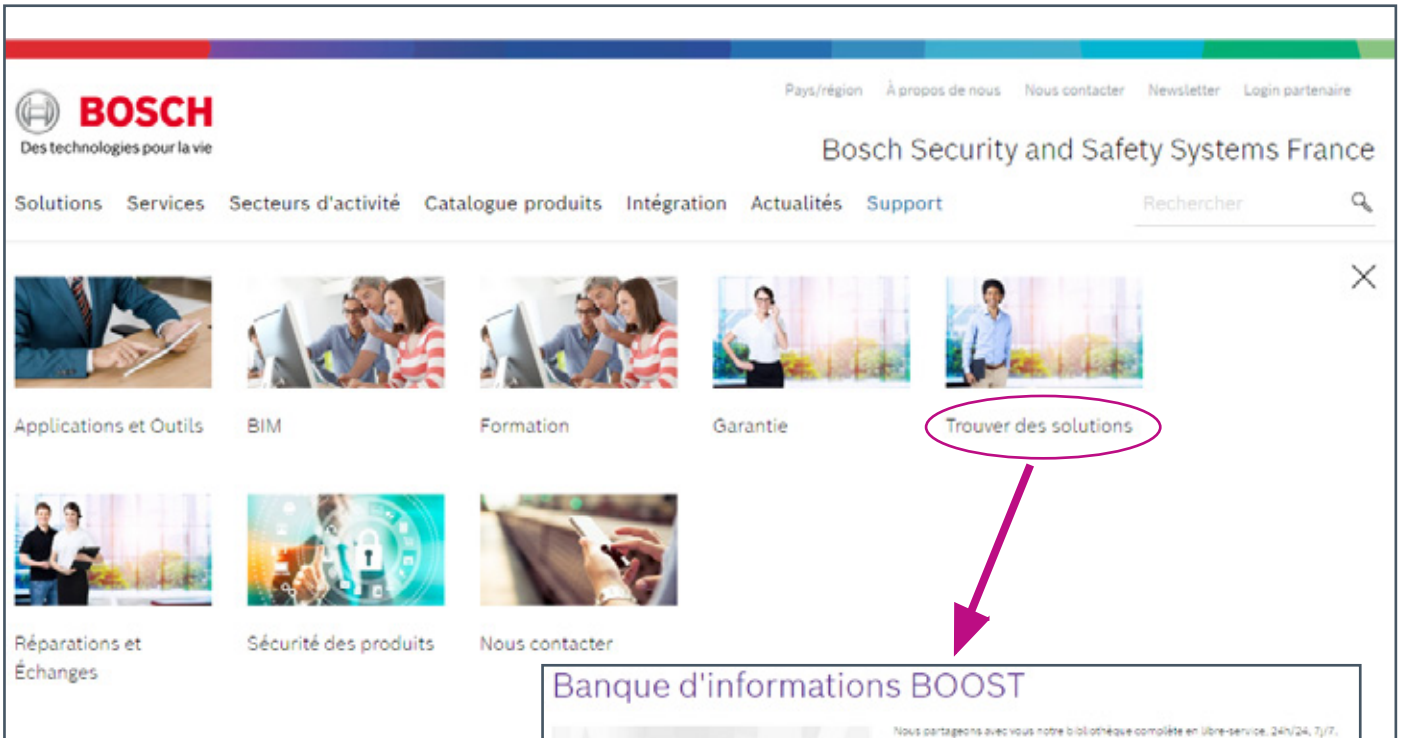 Pays/région À propos de nous Nous contacter Newsletter Login partenaire
BOSCH
Des technologies pour la vie
Bosch Security and Safety Systems France
Solutions Services Secteurs d'activité Catalogue produits Intégration Actualités Support Rechercher
Applications et Outils BIM Formation Garantie Trouver des solutions
Réparations et Échanges
Sécurité des produits
Nous contacter
Banque d'informations BOOST
Nous partageons avec vous notre bibliothèque complète en libre-service, 24h/24, 7j/7.